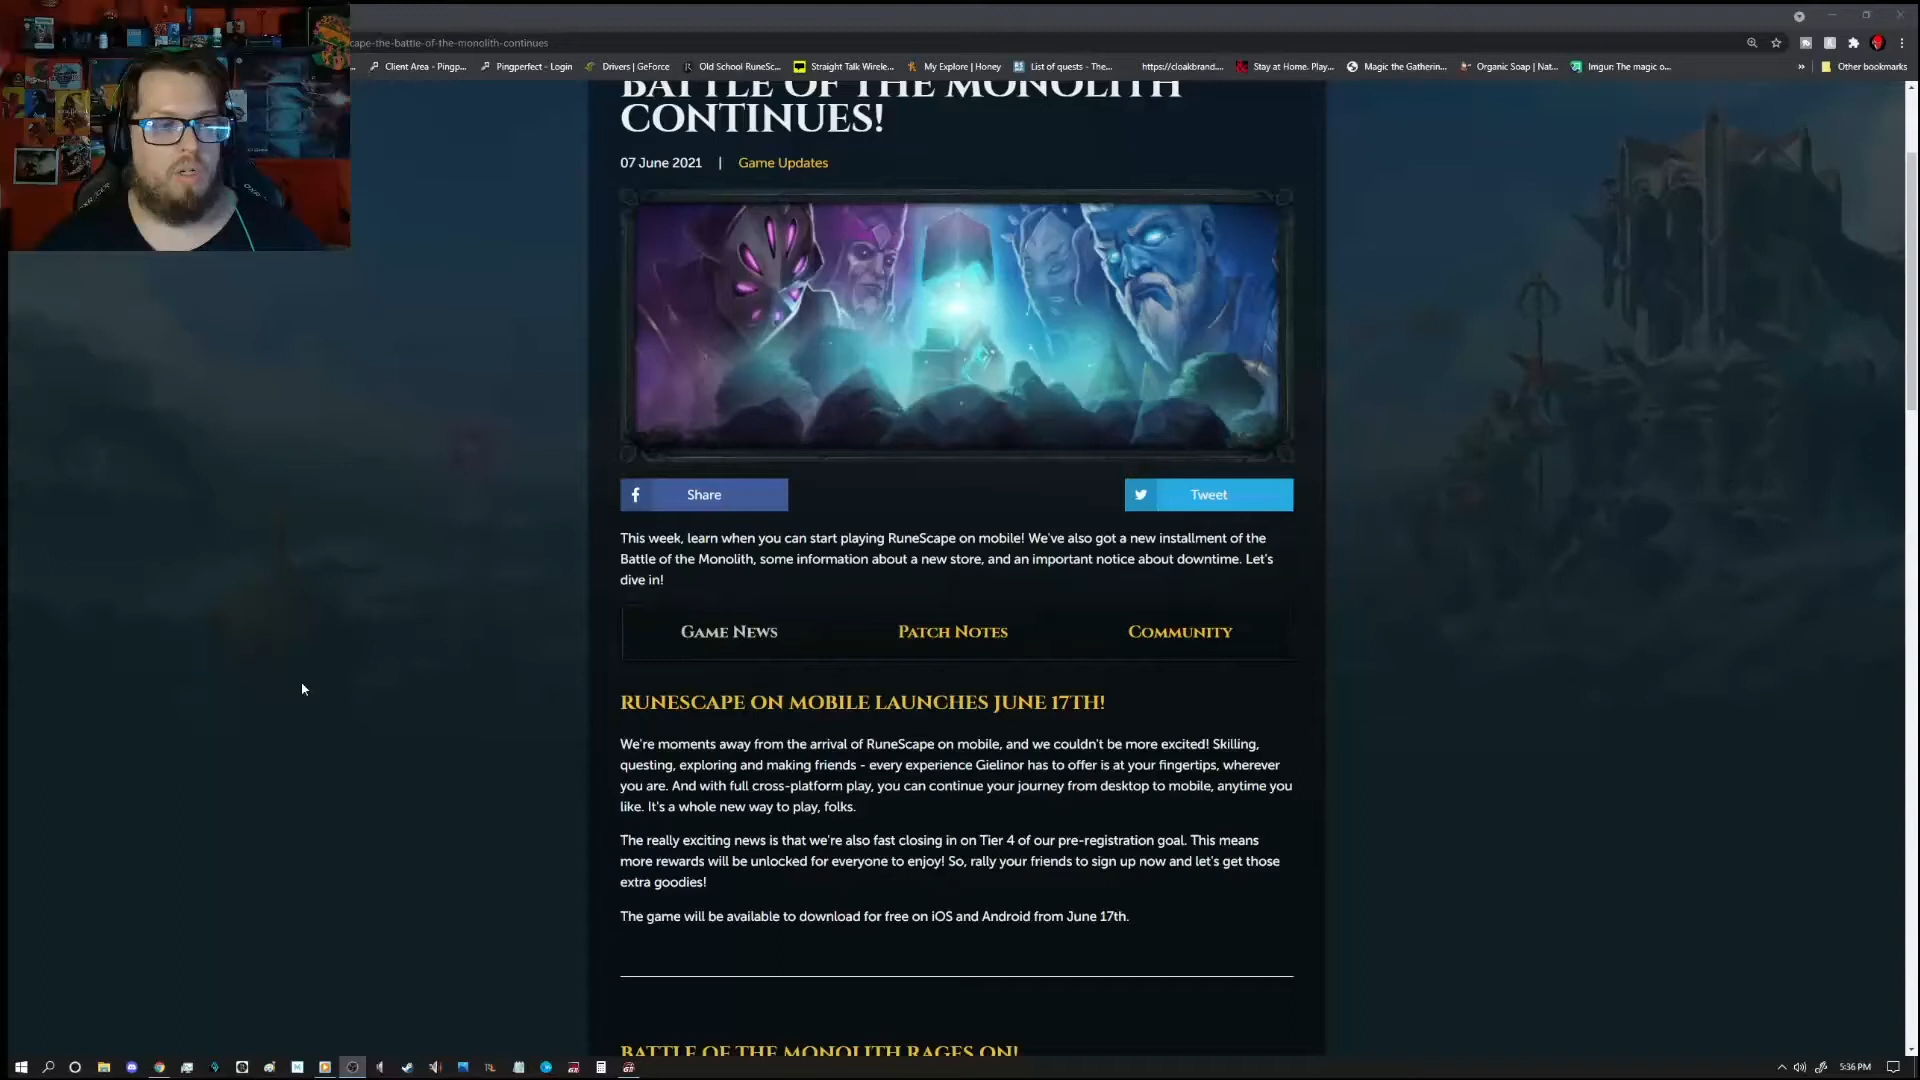 cape-the-battle-of-the-monolith-continues
Client Area - Pingp...
Pingperfect - Login
Drivers | GeForce
Old School RuneSc...
Straight Talk Wirele...
My Explore | Honey
List of quests - The...
https://cloakbrand....
Stay at Home. Play...
Magic the Gatherin...
Organic Soap | Nat...
Imgur: The magic o...
»
Other bookmarks
BATTLE OF THE MONOLITH
CONTINUES!
07 June 2021 | Game Updates
Share
Tweet
This week, learn when you can start playing RuneScape on mobile! We've also got a new installment of the
Battle of the Monolith, some information about a new store, and an important notice about downtime. Let's
dive in!
GAME NEWS
PATCH NOTES
COMMUNITY
RUNESCAPE ON MOBILE LAUNCHES JUNE 17TH!
We're moments away from the arrival of RuneScape on mobile, and we couldn't be more excited! Skilling,
questing, exploring and making friends - every experience Gielinor has to offer is at your fingertips, wherever
you are. And with full cross-platform play, you can continue your journey from desktop to mobile, anytime you
like. It's a whole new way to play, folks.
The really exciting news is that we're also fast closing in on Tier 4 of our pre-registration goal. This means
more rewards will be unlocked for everyone to enjoy! So, rally your friends to sign up now and let's get those
extra goodies!
The game will be available to download for free on iOS and Android from June 17th.
BATTLE OF THE MONOLITH RAGES ON!
5:36 PM